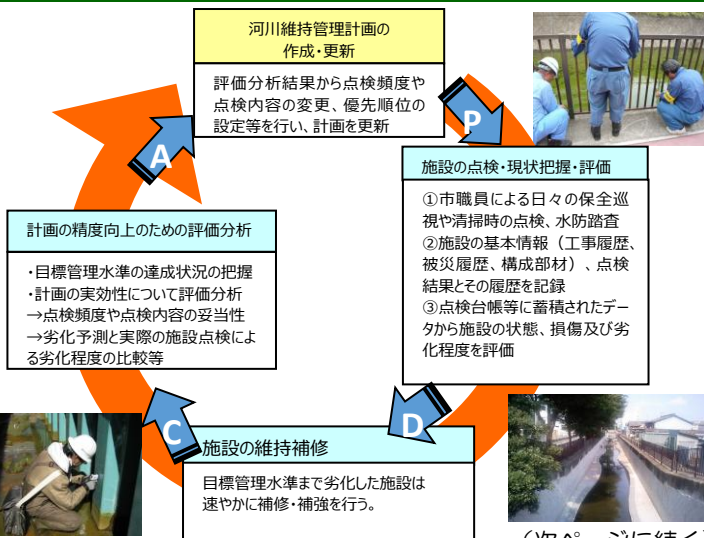 河川維持管理計画の
作成・更新
評価分析結果から点検頻度や
点検内容の変更、優先順位の
設定等を行い、計画を更新
P
施設の点検・現状把握・評価
①市職員による日々の保全巡
視や清掃時の点検、水防踏査
②施設の基本情報（工事履歴、
被災履歴、構成部材）、点検
結果とその履歴を記録
③点検台帳等に蓄積されたデー
タから施設の状態、損傷及び劣
化程度を評価
D
施設の維持補修
目標管理水準まで劣化した施設は
速やかに補修・補強を行う。
C
計画の精度向上のための評価分析
・目標管理水準の達成状況の把握
・計画の実効性について評価分析
→点検頻度や点検内容の妥当性
→劣化予測と実際の施設点検によ
る劣化程度の比較等
A
（次ページに続く）